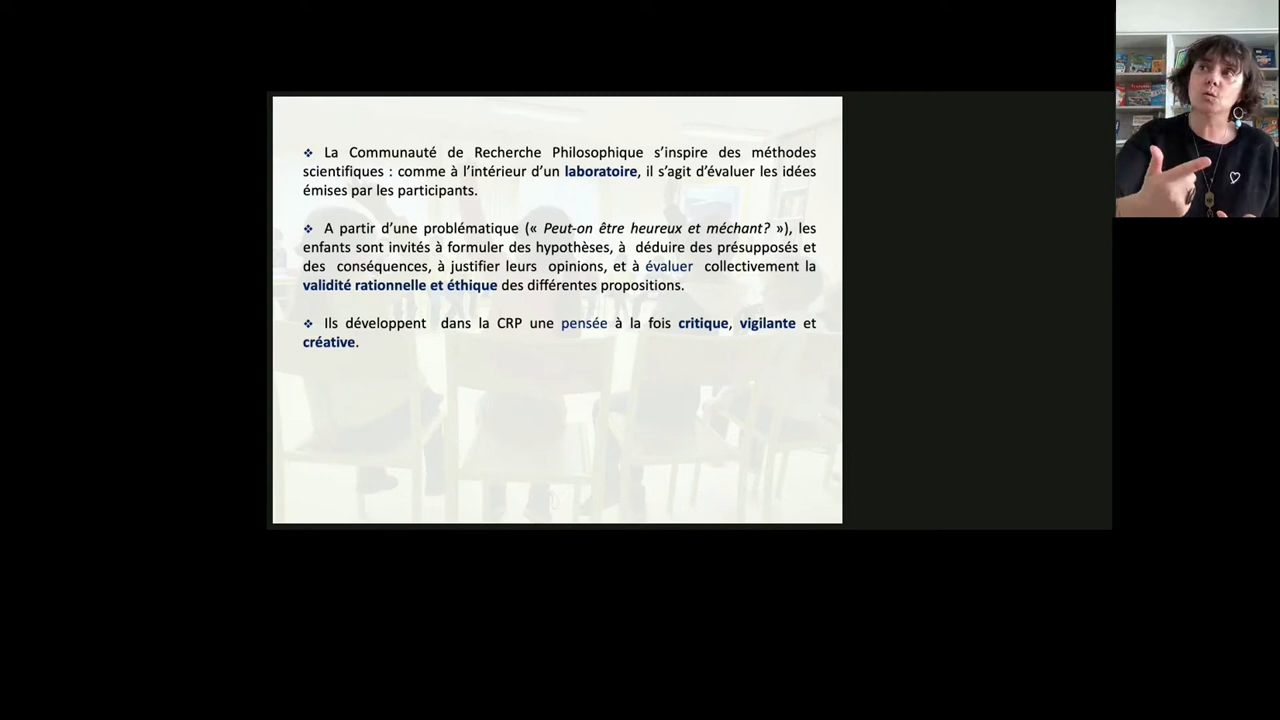 ❖ La Communauté de Recherche Philosophique s’inspire des méthodes
scientifiques : comme à l’intérieur d’un laboratoire, il s’agit d’évaluer les idées
émises par les participants.
❖ A partir d’une problématique (« Peut-on être heureux et méchant? »), les
enfants sont invités à formuler des hypothèses, à déduire des présupposés et
des conséquences, à justifier leurs opinions, et à évaluer collectivement la
validité rationnelle et éthique des différentes propositions.
❖ Ils développent dans la CRP une pensée à la fois critique, vigilante et
créative.